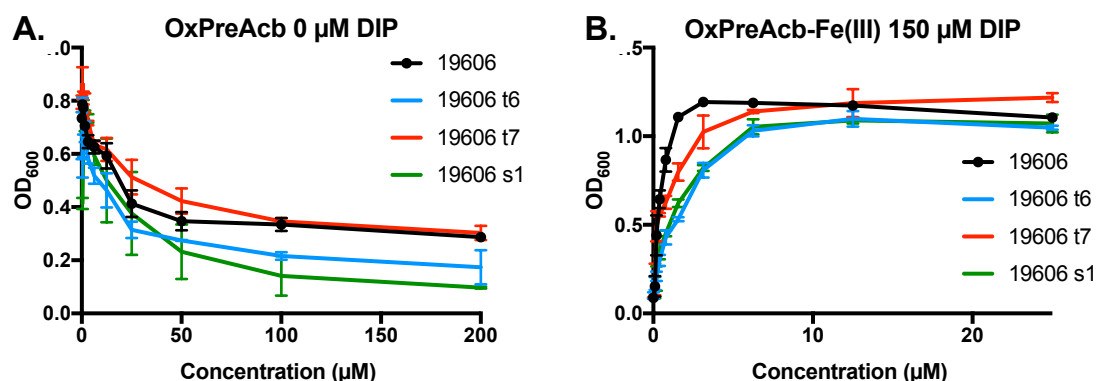 A.
OxPreAcb 0 µM DIP
OD600
.0
0.8
0.6
0.4
0.2
0.0
0
50
100
150
200
Concentration (µM)
19606
19606 t6
19606 t7
19606 s1
B.
OxPreAcb-Fe(III) 150 µM DIP
OD600
.5
1.0
0.5
0.0
0
10
20
Concentration (µM)
19606
19606 t6
19606 t7
19606 s1